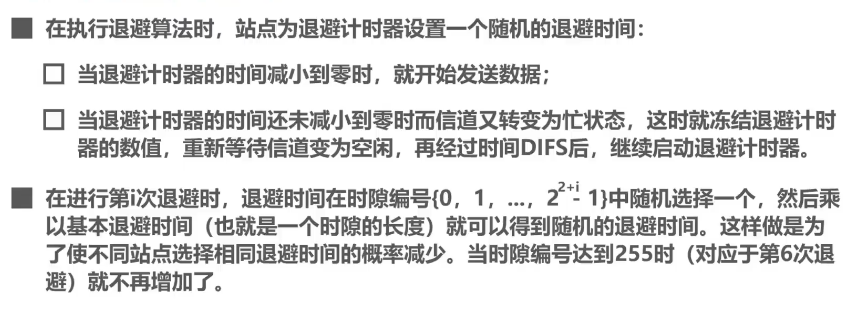 ■ 在执行退避算法时，站点为退避计时器设置一个随机的退避时间：
□ 当退避计时器的时间减小到零时，就开始发送数据；
□ 当退避计时器的时间还未减小到零时而信道又转变为忙状态，这时就冻结退避计时
器的数值，重新等待信道变为空闲，再经过时间DIFS后，继续启动退避计时器。
■ 在进行第i次退避时，退避时间在时隙编号{0，1，...，2²⁺ⁱ- 1}中随机选择一个，然后乘
以基本退避时间（也就是一个时隙的长度）就可以得到随机的退避时间。这样做是为
了使不同站点选择相同退避时间的概率减少。当时隙编号达到255时（对应于第6次退
避）就不再增加了。